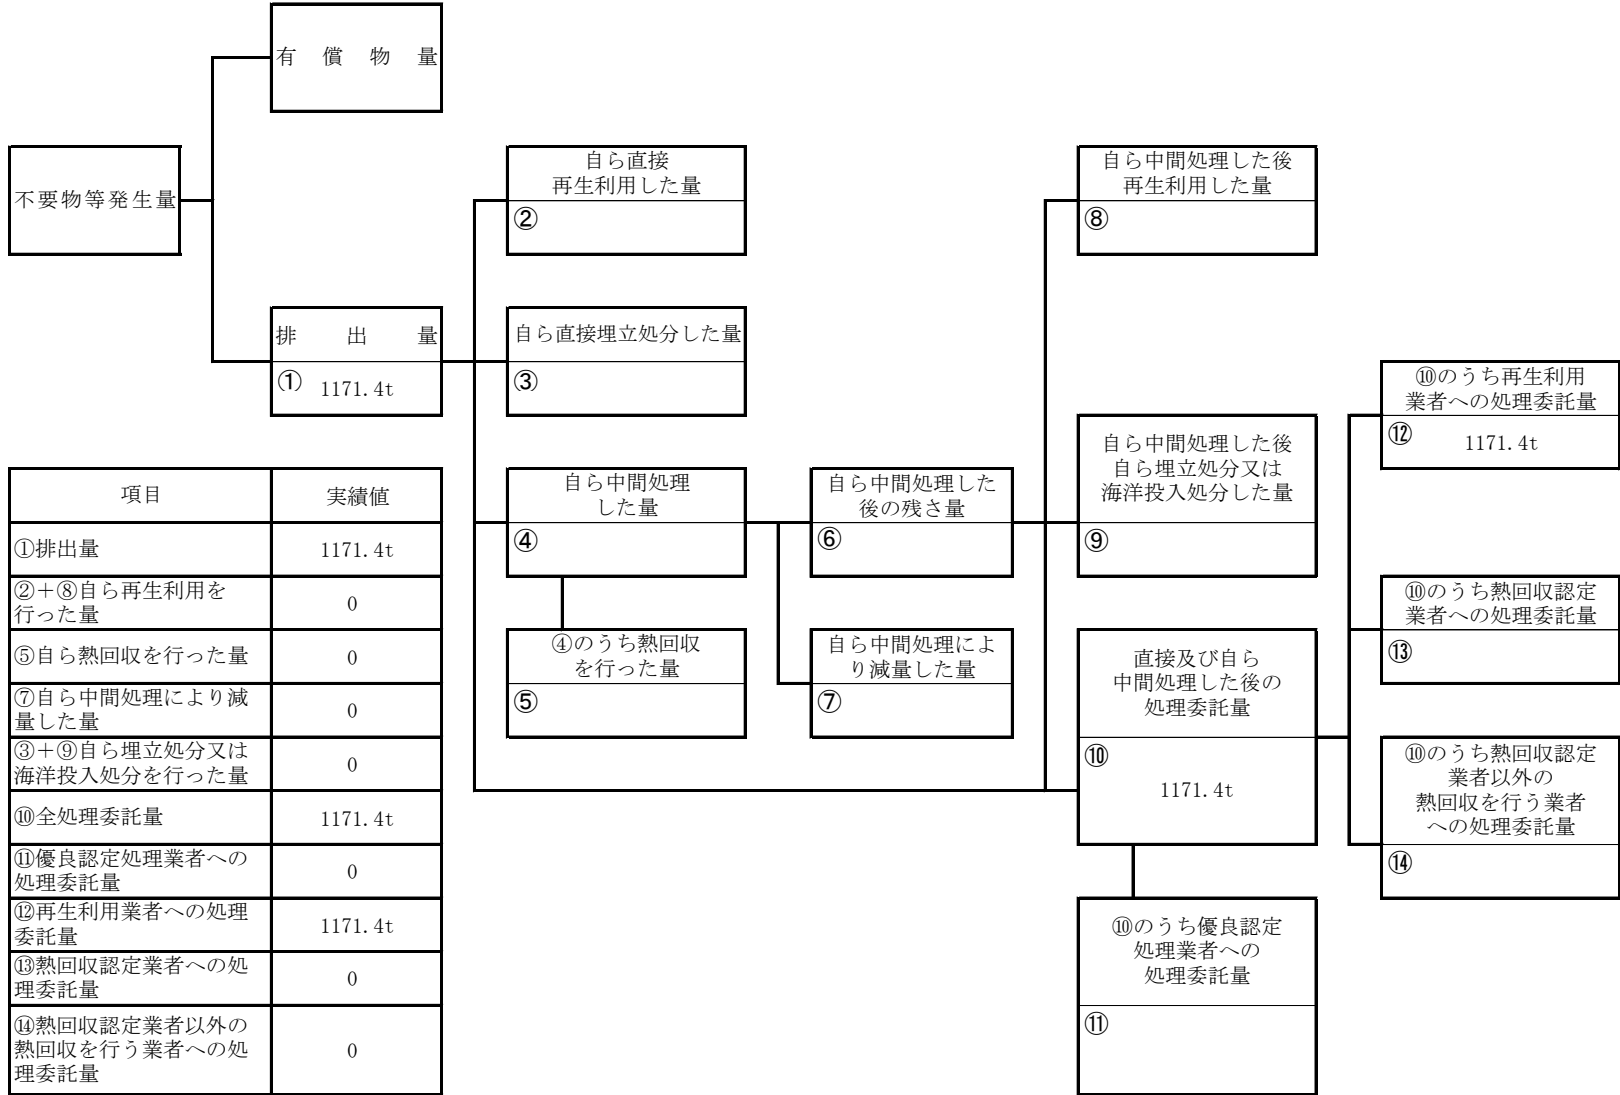 有償物量
不要物等発生量
排出量
① 1171.4t
自ら直接
再生利用した量
②
自ら直接埋立処分した量
③
自ら中間処理
した量
④
④のうち熱回収
を行った量
⑤
自ら中間処理した
後の残さ量
⑥
自ら中間処理によ
り減量した量
⑦
自ら中間処理した後
再生利用した量
⑧
自ら中間処理した後
自ら埋立処分又は
海洋投入処分した量
⑨
直接及び自ら
中間処理した後の
処理委託量
⑩
1171.4t
⑩のうち優良認定
処理業者への
処理委託量
⑪
⑩のうち再生利用
業者への処理委託量
⑫ 1171.4t
⑩のうち熱回収認定
業者への処理委託量
⑬
⑩のうち熱回収認定
業者以外の
熱回収を行う業者
への処理委託量
⑭
項目 実績値
①排出量 1171.4t
②+⑧自ら再生利用を
行った量 0
⑤自ら熱回収を行った量 0
⑦自ら中間処理により減
量した量 0
③+⑨自ら埋立処分又は
海洋投入処分を行った量 0
⑩全処理委託量 1171.4t
⑪優良認定処理業者への
処理委託量 0
⑫再生利用業者への処理
委託量 1171.4t
⑬熱回収認定業者への処
理委託量 0
⑭熱回収認定業者以外の
熱回収を行う業者への処
理委託量 0